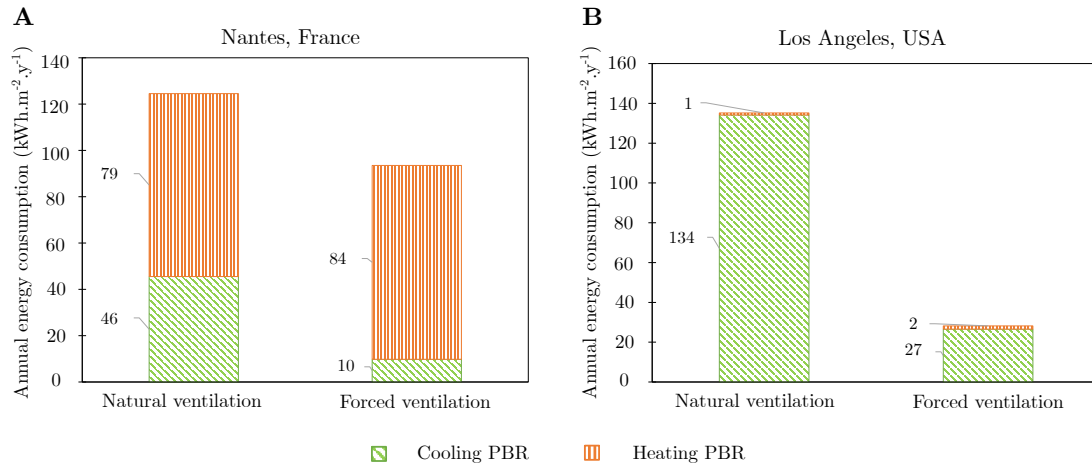 A
Nantes, France
Annual energy consumption (kWh.m⁻².y⁻¹)
140
120
100
80
60
40
20
0
79
46
84
10
Natural ventilation
Forced ventilation
B
Los Angeles, USA
Annual energy consumption (kWh.m⁻².y⁻¹)
160
140
120
100
80
60
40
20
0
1
134
2
27
Natural ventilation
Forced ventilation
Cooling PBR
Heating PBR